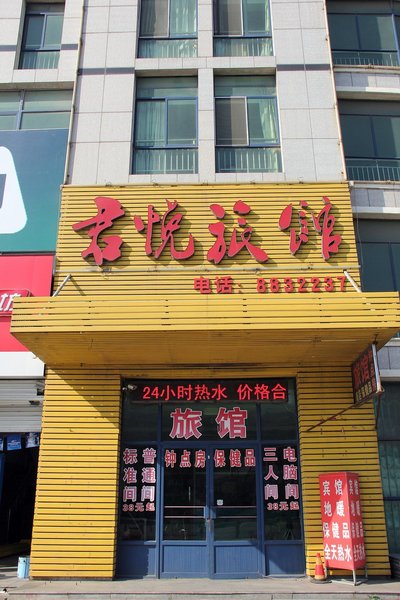 君悦旅馆
电话：8832237
24小时热水 价格合
旅馆
钟点房保健品
标准间
普通间
38元起
三人间
电脑间
38元起
宾馆
地暖
保健品
全天热水